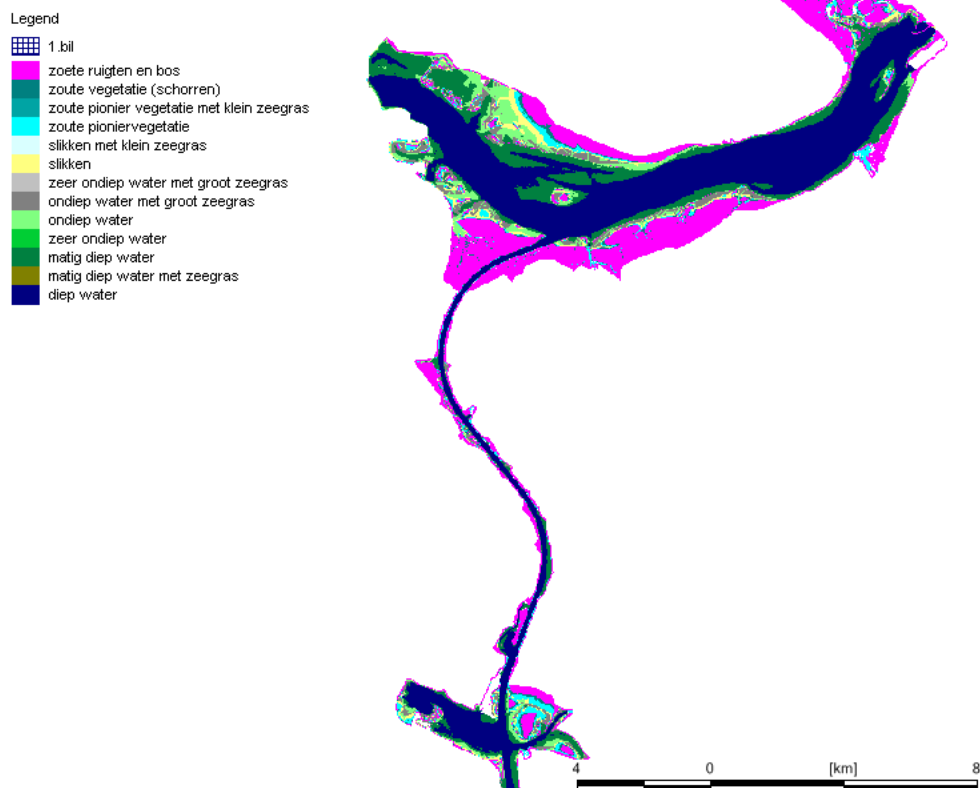 Legend
1.bil
zoete ruigten en bos
zoute vegetatie (schorren)
zoute pionier vegetatie met klein zeegras
zoute pioniervegetatie
slikken met klein zeegras
slikken
zeer ondiep water met groot zeegras
ondiep water met groot zeegras
ondiep water
zeer ondiep water
matig diep water
matig diep water met zeegras
diep water
4 0 [km] 8